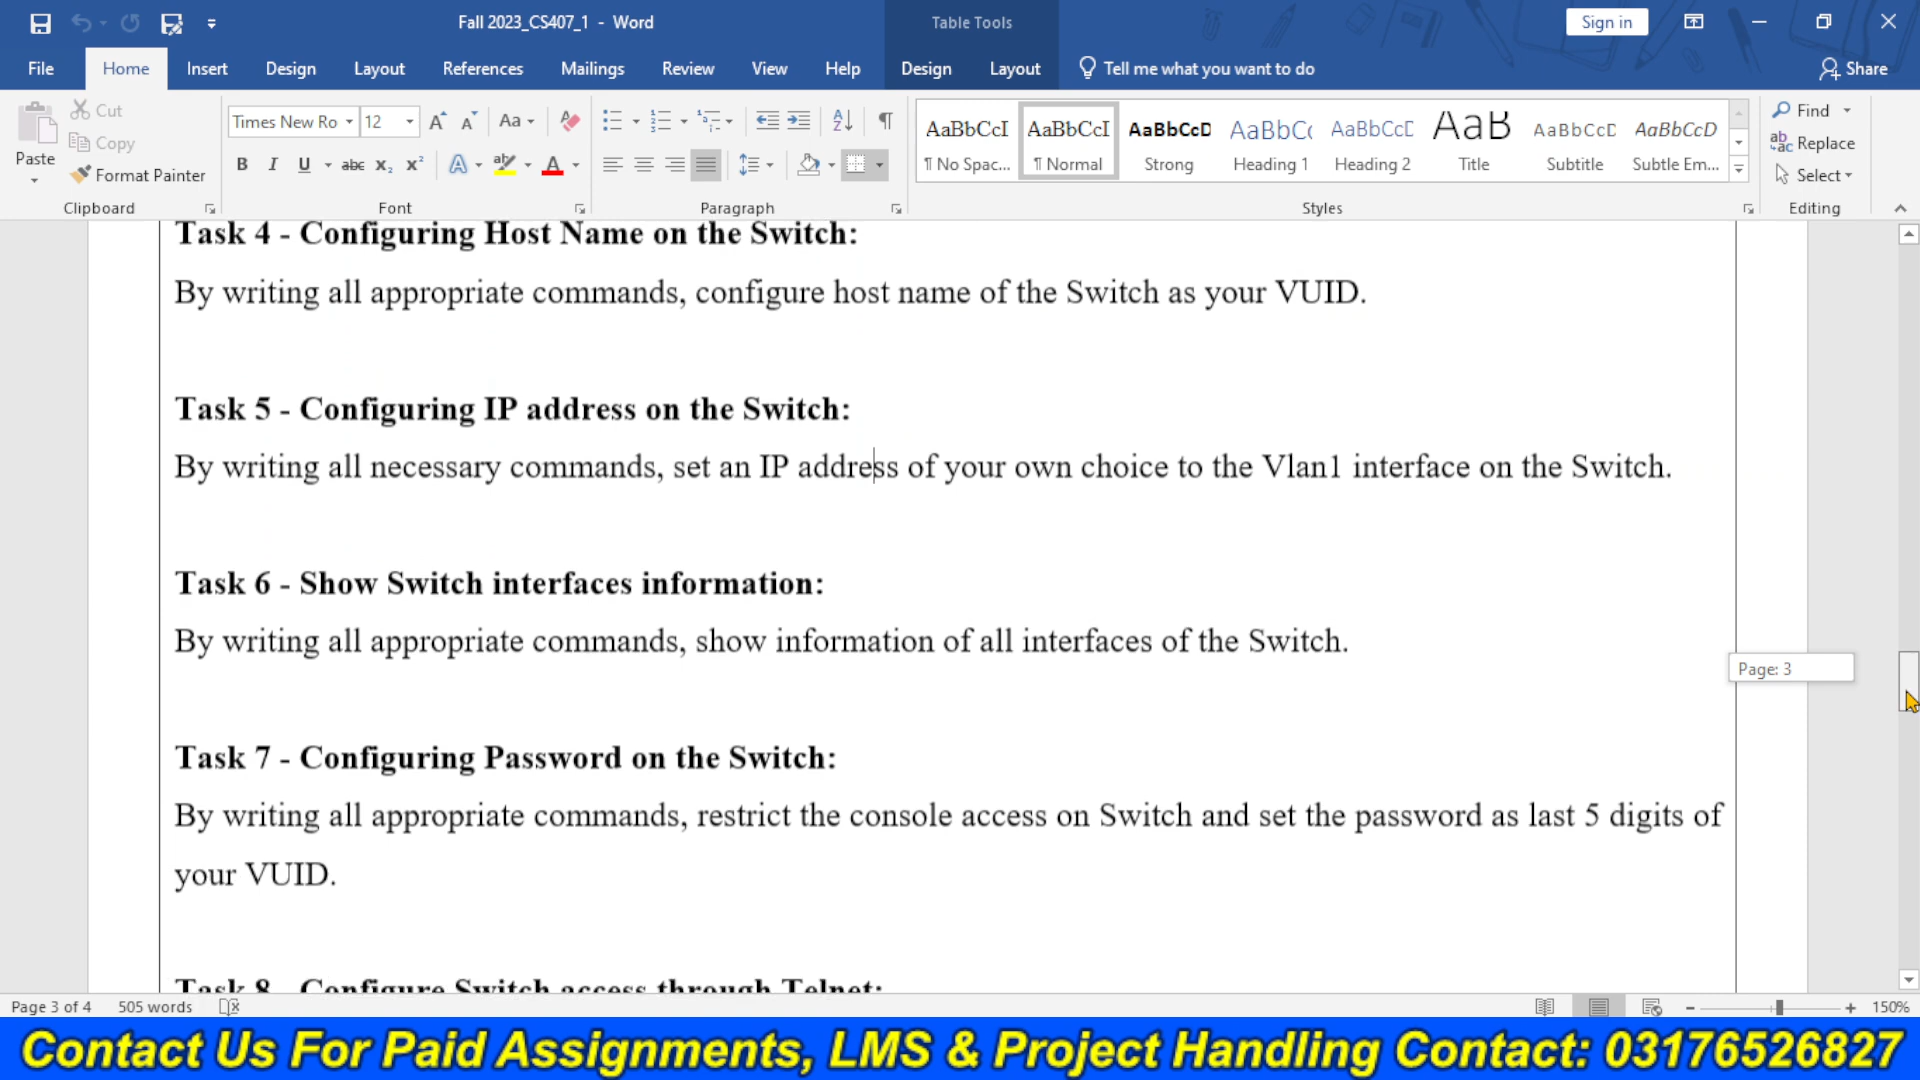 Fall 2023_CS407_1 - Word
Table Tools
Sign in
File Home Insert Design Layout References Mailings Review View Help Design Layout Tell me what you want to do Share
Paste
Cut
Copy
Format Painter
Clipboard
Times New Ro 12
Font
Paragraph
AaBbCcI AaBbCcI AaBbCcD AaBbC AaBbCcC AaB AaBbCcD AaBbCcD
¶ No Spac... ¶ Normal Strong Heading 1 Heading 2 Title Subtitle Subtle Em...
Styles
Find
Replace
Select
Editing
Task 4 - Configuring Host Name on the Switch:
By writing all appropriate commands, configure host name of the Switch as your VUID.
Task 5 - Configuring IP address on the Switch:
By writing all necessary commands, set an IP address of your own choice to the Vlan1 interface on the Switch.
Task 6 - Show Switch interfaces information:
By writing all appropriate commands, show information of all interfaces of the Switch.
Page: 3
Task 7 - Configuring Password on the Switch:
By writing all appropriate commands, restrict the console access on Switch and set the password as last 5 digits of
your VUID.
Task 8 Configure Switch access through Telnet:
Page 3 of 4 505 words 150%
Contact Us For Paid Assignments, LMS & Project Handling Contact: 03176526827